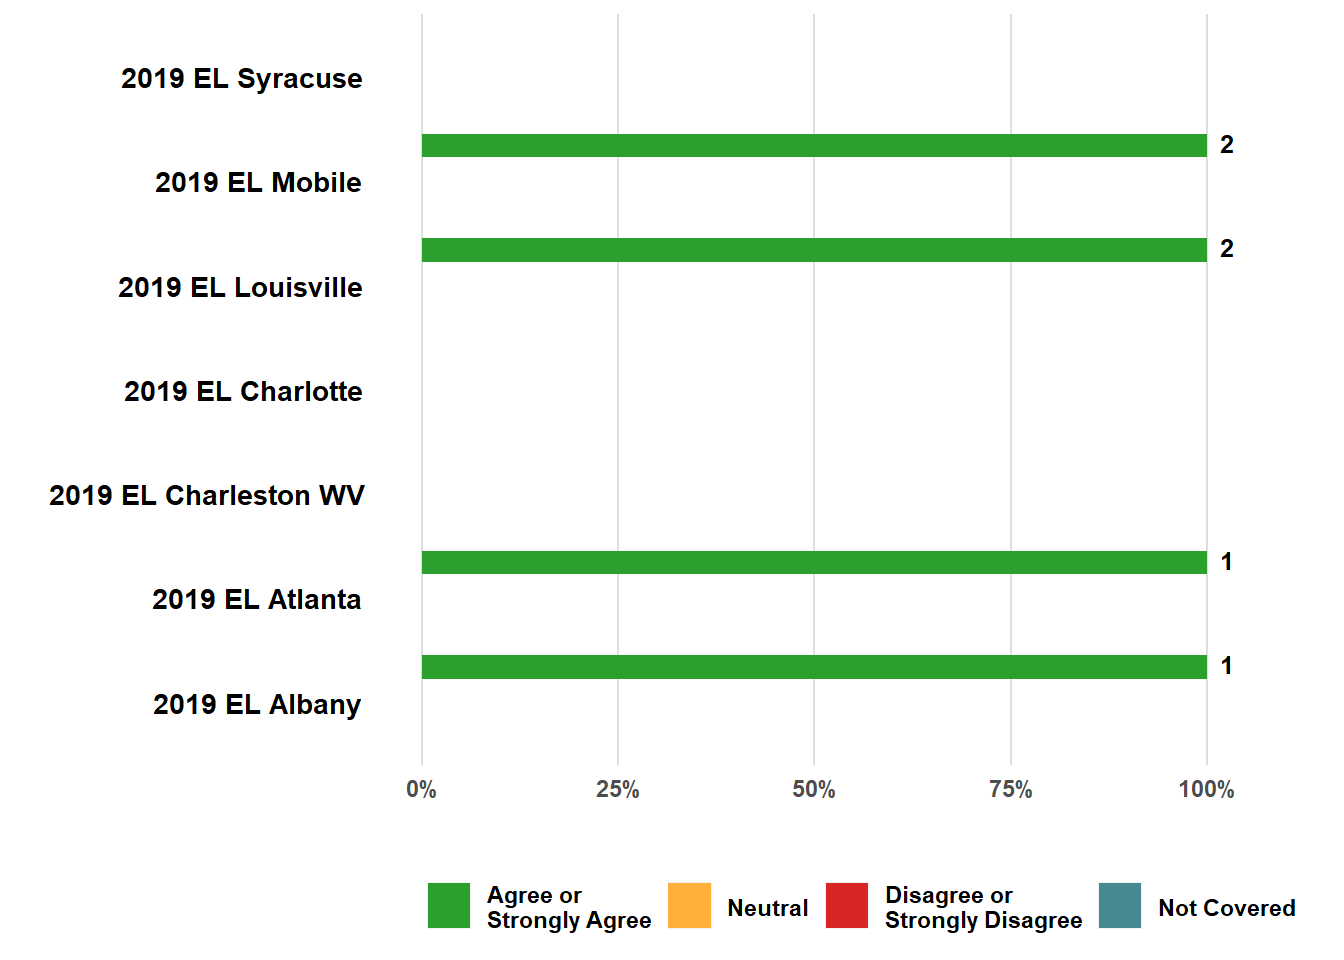 2019 EL Syracuse
2
2019 EL Mobile
2
2019 EL Louisville
2019 EL Charlotte
2019 EL Charleston WV
1
2019 EL Atlanta
1
2019 EL Albany
0% 25% 50% 75% 100%
Agree or
Strongly Agree
Neutral
Disagree or
Strongly Disagree
Not Covered